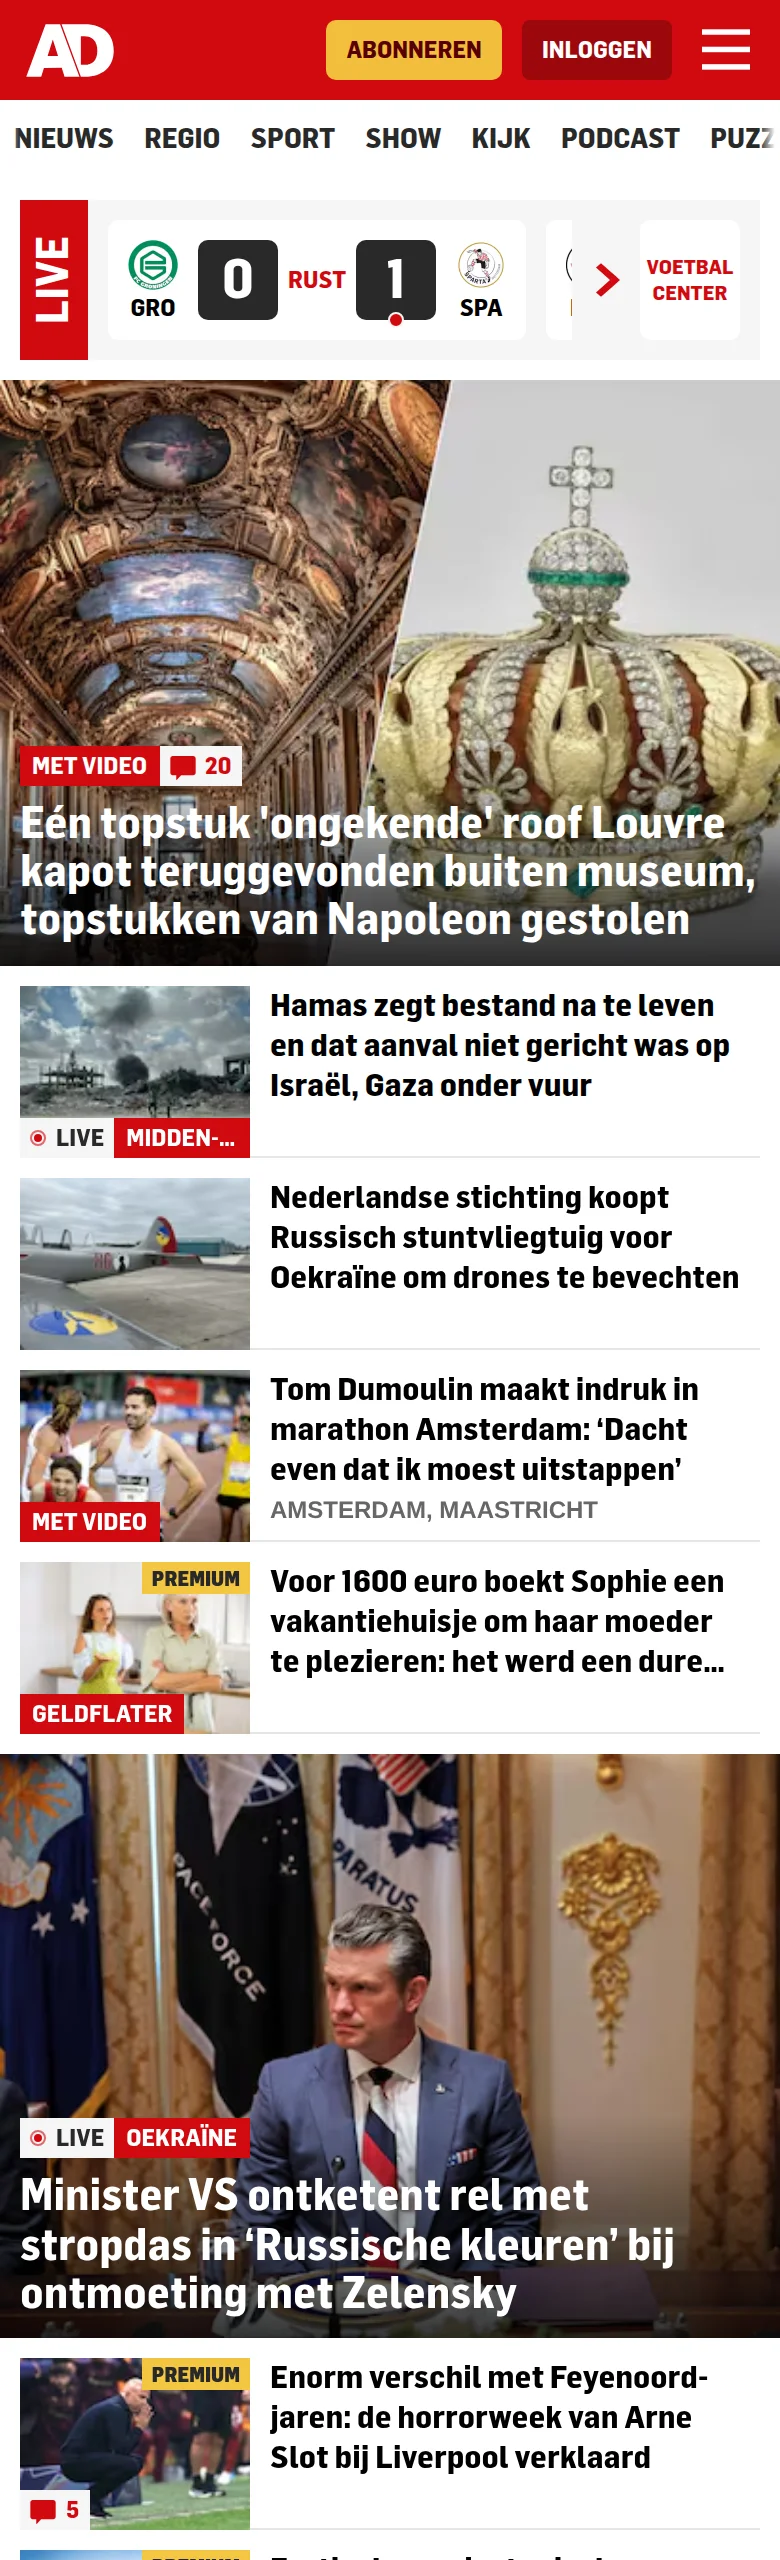 AD
ABONNEREN
INLOGGEN
NIEUWS REGIO SPORT SHOW KIJK PODCAST PUZZ
LIVE
GRO
0
RUST
1
SPA
VOETBAL
CENTER
MET VIDEO
20
Eén topstuk 'ongekende' roof Louvre
kapot teruggevonden buiten museum,
topstukken van Napoleon gestolen
Hamas zegt bestand na te leven
en dat aanval niet gericht was op
Israël, Gaza onder vuur
LIVE MIDDEN-...
Nederlandse stichting koopt
Russisch stuntvliegtuig voor
Oekraïne om drones te bevechten
Tom Dumoulin maakt indruk in
marathon Amsterdam: ‘Dacht
even dat ik moest uitstappen’
AMSTERDAM, MAASTRICHT
MET VIDEO
PREMIUM
Voor 1600 euro boekt Sophie een
vakantiehuisje om haar moeder
te plezieren: het werd een dure...
GELDFLATER
PARATUS
LIVE OEKRAÏNE
Minister VS ontketent rel met
stropdas in ‘Russische kleuren’ bij
ontmoeting met Zelensky
PREMIUM
Enorm verschil met Feyenoord-
jaren: de horrorweek van Arne
Slot bij Liverpool verklaard
5